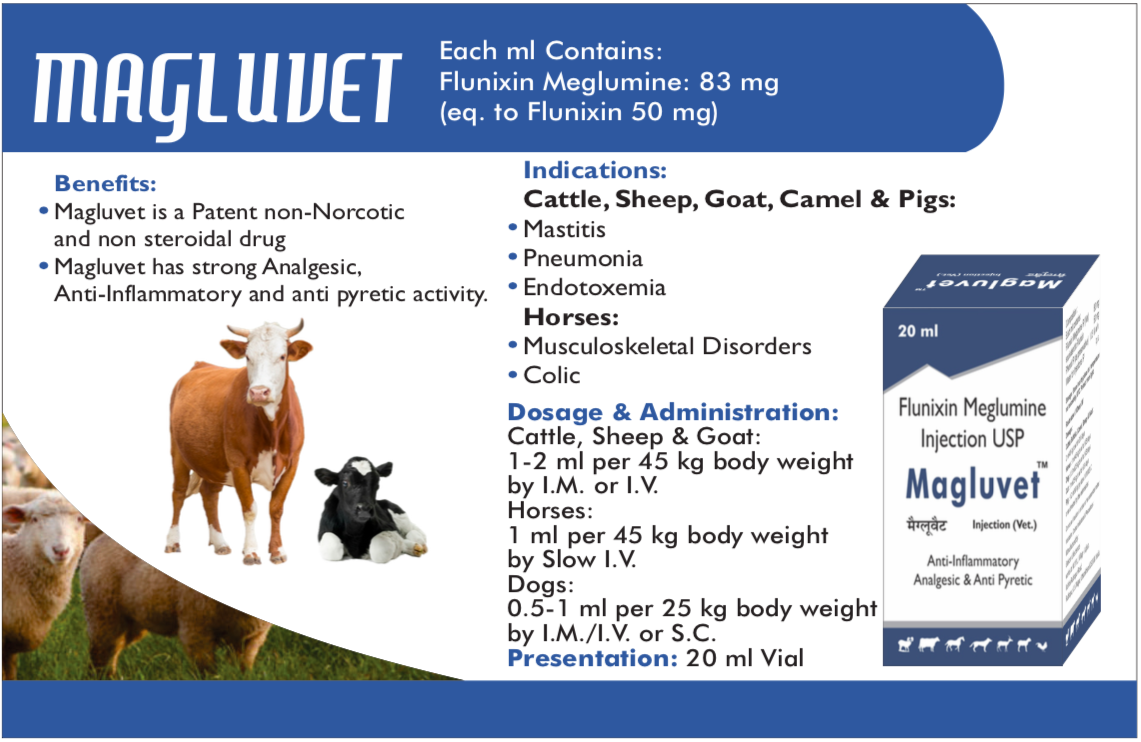 MAGLUVET
Each ml Contains:
Flunixin Meglumine: 83 mg
(eq. to Flunixin 50 mg)
Benefits:
• Magluvet is a Patent non-Norcotic
and non steroidal drug
• Magluvet has strong Analgesic,
Anti-Inflammatory and anti pyretic activity.
Indications:
Cattle, Sheep, Goat, Camel & Pigs:
• Mastitis
• Pneumonia
• Endotoxemia
Horses:
• Musculoskeletal Disorders
• Colic
Dosage & Administration:
Cattle, Sheep & Goat:
1-2 ml per 45 kg body weight
by I.M. or I.V.
Horses:
1 ml per 45 kg body weight
by Slow I.V.
Dogs:
0.5-1 ml per 25 kg body weight
by I.M./I.V. or S.C.
Presentation: 20 ml Vial
Magluvet™
Injection (Vet.)
20 ml
Flunixin Meglumine
Injection USP
Magluvet™
मैग्लूवैट Injection (Vet.)
Anti-Inflammatory
Analgesic & Anti Pyretic